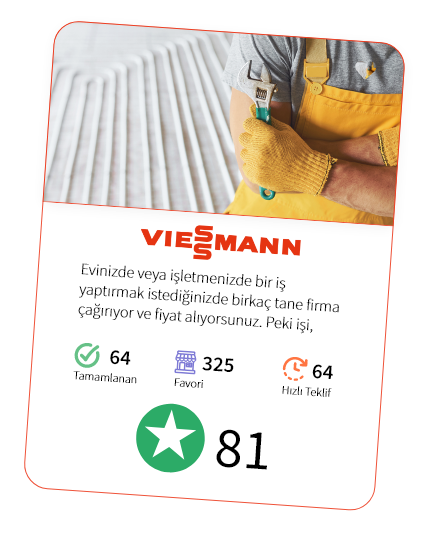 VIESSMANN
Evinizde veya işletmenizde bir iş
yaptırmak istediğinizde birkaç tane firma
çağırıyor ve fiyat alıyorsunuz. Peki işi,
64
Tamamlanan
325
Favori
64
Hızlı Teklif
81